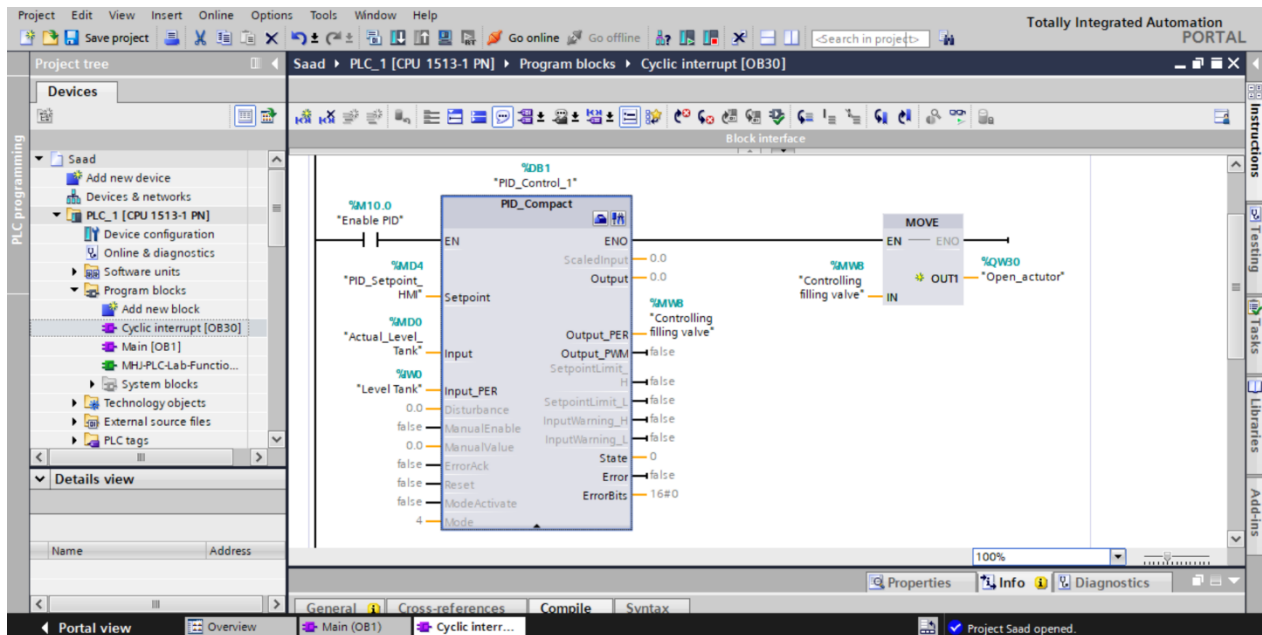 Project Edit View Insert Online Options Tools Window Help
Totally Integrated Automation
PORTAL
Save project
Go online
Go offline
<Search in project>
Project tree
Saad PLC_1 [CPU 1513-1 PN] Program blocks Cyclic interrupt [OB30]
Devices
Block interface
PLC programming
Saad
Add new device
Devices & networks
PLC_1 [CPU 1513-1 PN]
Device configuration
Online & diagnostics
Software units
Program blocks
Add new block
Cyclic interrupt [OB30]
Main [OB1]
MHJ-PLC-Lab-Functio...
System blocks
Technology objects
External source files
PLC tags
Details view
Name Address
%DB1
"PID_Control_1"
PID_Compact
%M10.0
"Enable PID"
EN
ENO
ScaledInput 0.0
Output 0.0
%MD4
"PID_Setpoint_
HMI"
Setpoint
%MW8
"Controlling
filling valve"
Output_PER
%MD0
"Actual_Level_
Tank"
Input
Output_PWM false
SetpointLimit_
H false
%IW0
"Level Tank"
Input_PER
SetpointLimit_L false
0.0 Disturbance
InputWarning_H false
false ManualEnable
InputWarning_L false
0.0 ManualValue
State 0
false ErrorAck
Error false
false Reset
ErrorBits 16#0
false ModeActivate
4 Mode
MOVE
EN ENO
%MW8
"Controlling
filling valve"
IN
OUT1
%QW30
"Open_actutor"
100%
Properties
Info
Diagnostics
General
Cross-references
Compile
Syntax
Instructions
Testing
Tasks
Libraries
Add-ins
Portal view
Overview
Main (OB1)
Cyclic interr...
Project Saad opened.